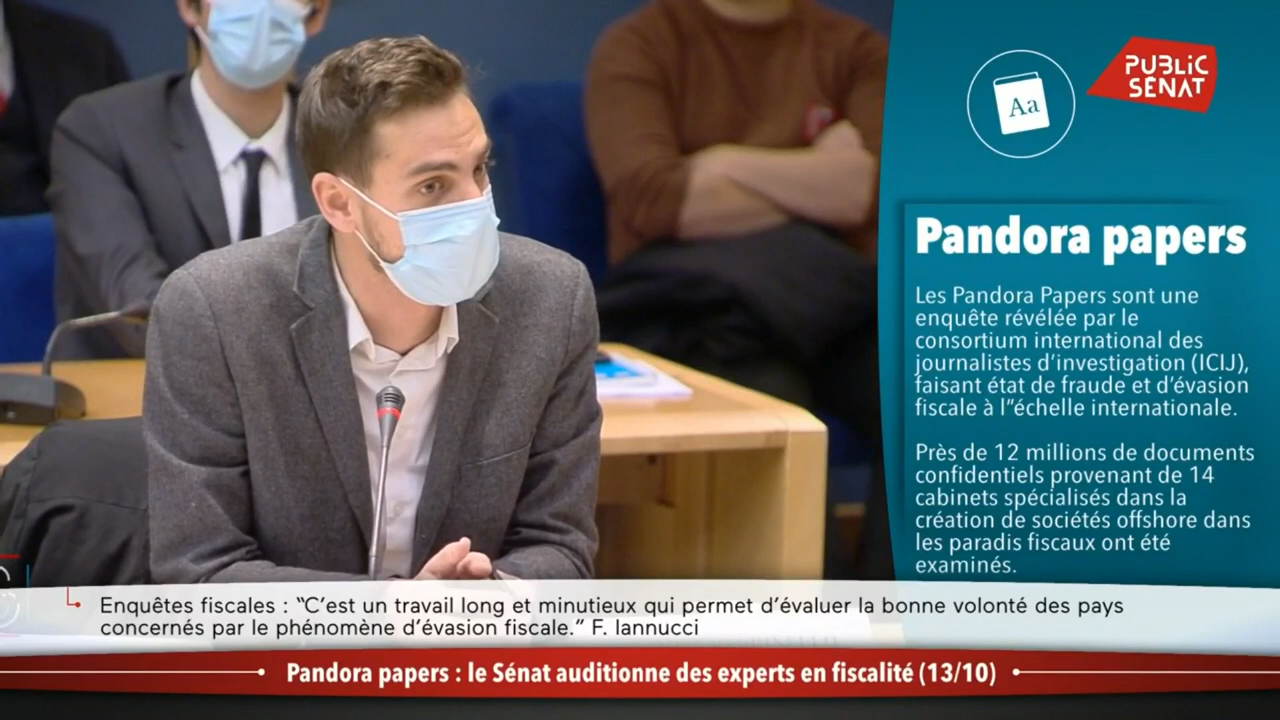 PUBLIC
SÉNAT
Aa
Pandora papers
Les Pandora Papers sont une
enquête révélée par le
consortium international des
journalistes d’investigation (ICIJ),
faisant état de fraude et d’évasion
fiscale à l’’échelle internationale.
Près de 12 millions de documents
confidentiels provenant de 14
cabinets spécialisés dans la
création de sociétés offshore dans
les paradis fiscaux ont été
examinés.
Enquêtes fiscales : “C’est un travail long et minutieux qui permet d’évaluer la bonne volonté des pays
concernés par le phénomène d’évasion fiscale.” F. Iannucci
Pandora papers : le Sénat auditionne des experts en fiscalité (13/10)